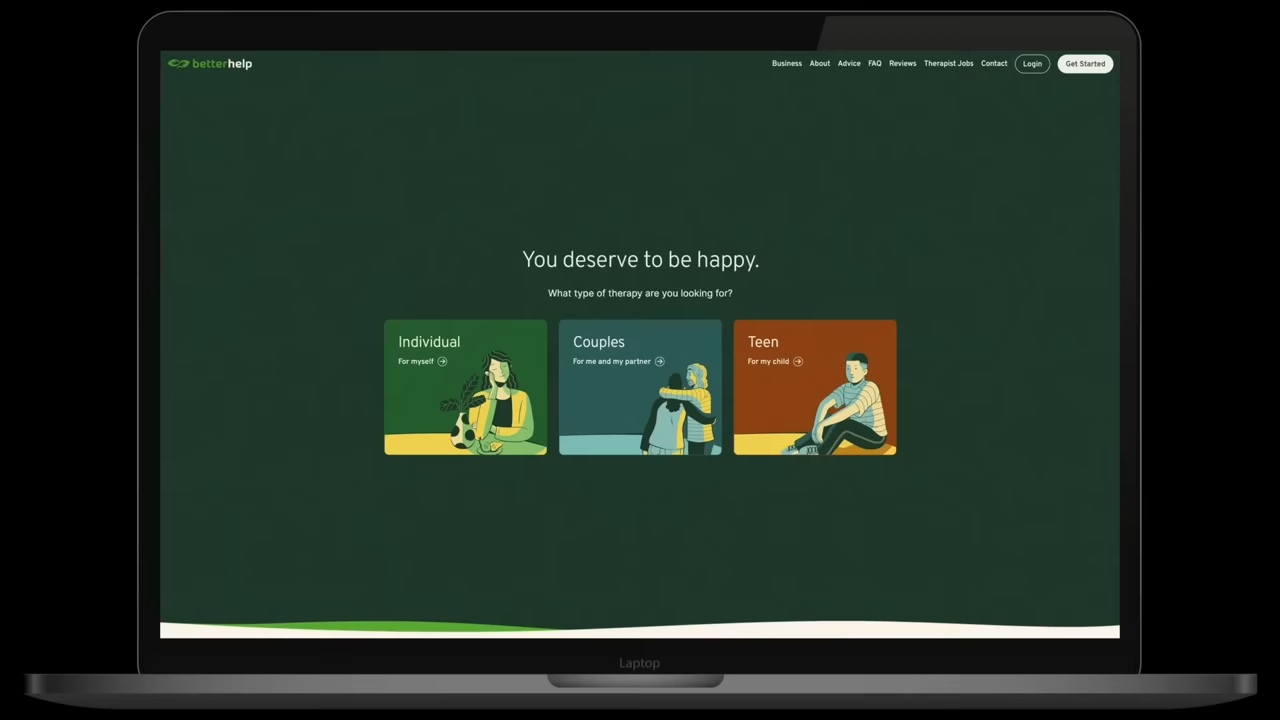 betterhelp
Business About Advice FAQ Reviews Therapist Jobs Contact Login Get Started
You deserve to be happy.
What type of therapy are you looking for?
Individual
For myself
Couples
For me and my partner
Teen
For my child
Laptop